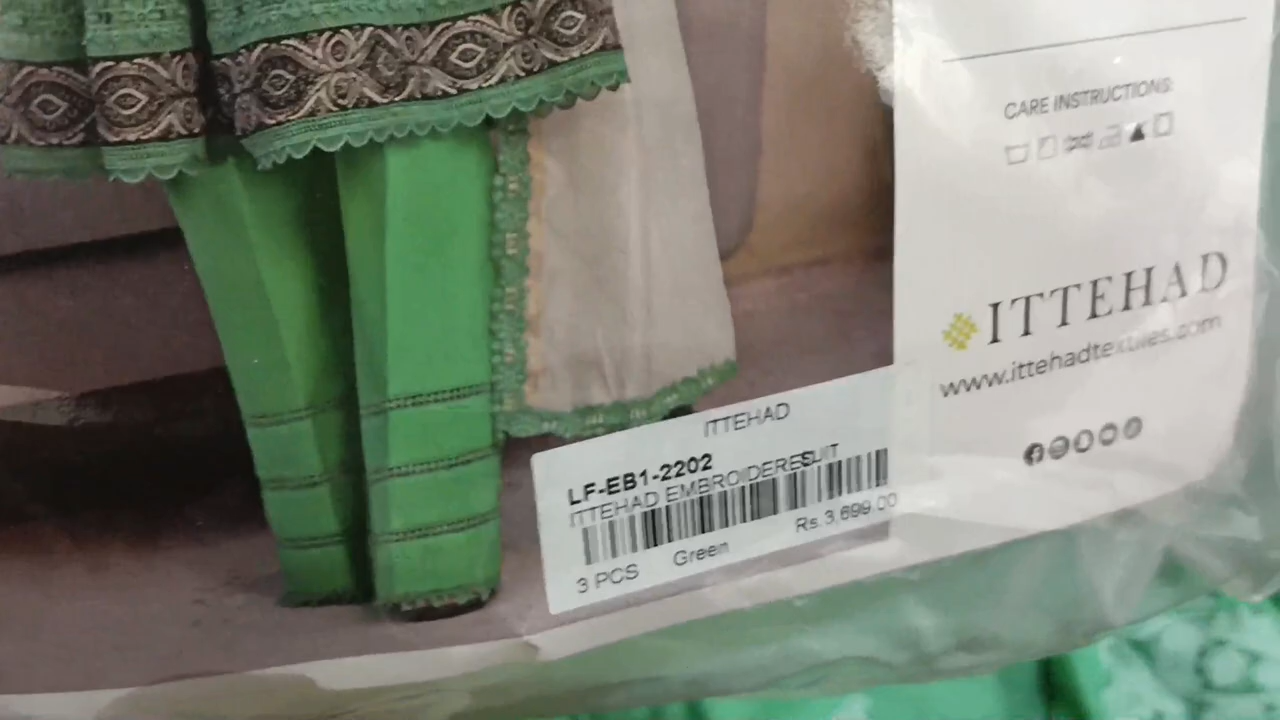 CARE INSTRUCTIONS:
ITTEHAD
www.ittehadtextiles.com
ITTEHAD
LF-EB1-2202
ITTEHAD EMBROIDERED SUIT
Rs.3,699.00
3 PCS Green